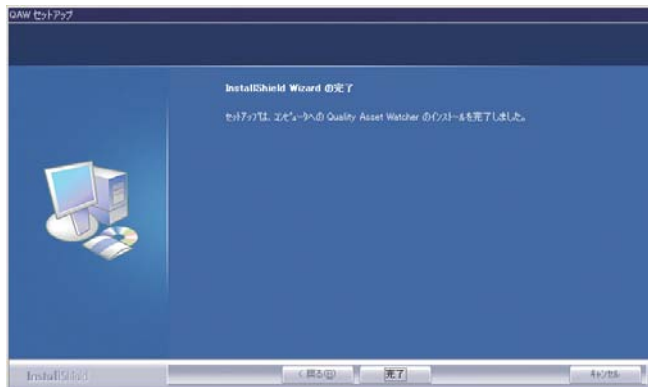 QAW セットアップ
InstallShield Wizard の完了
セットアップは、コンピュータへの Quality Asset Watcher のインストールを完了しました。
InstallShield
< 戻る(B)
完了
キャンセル